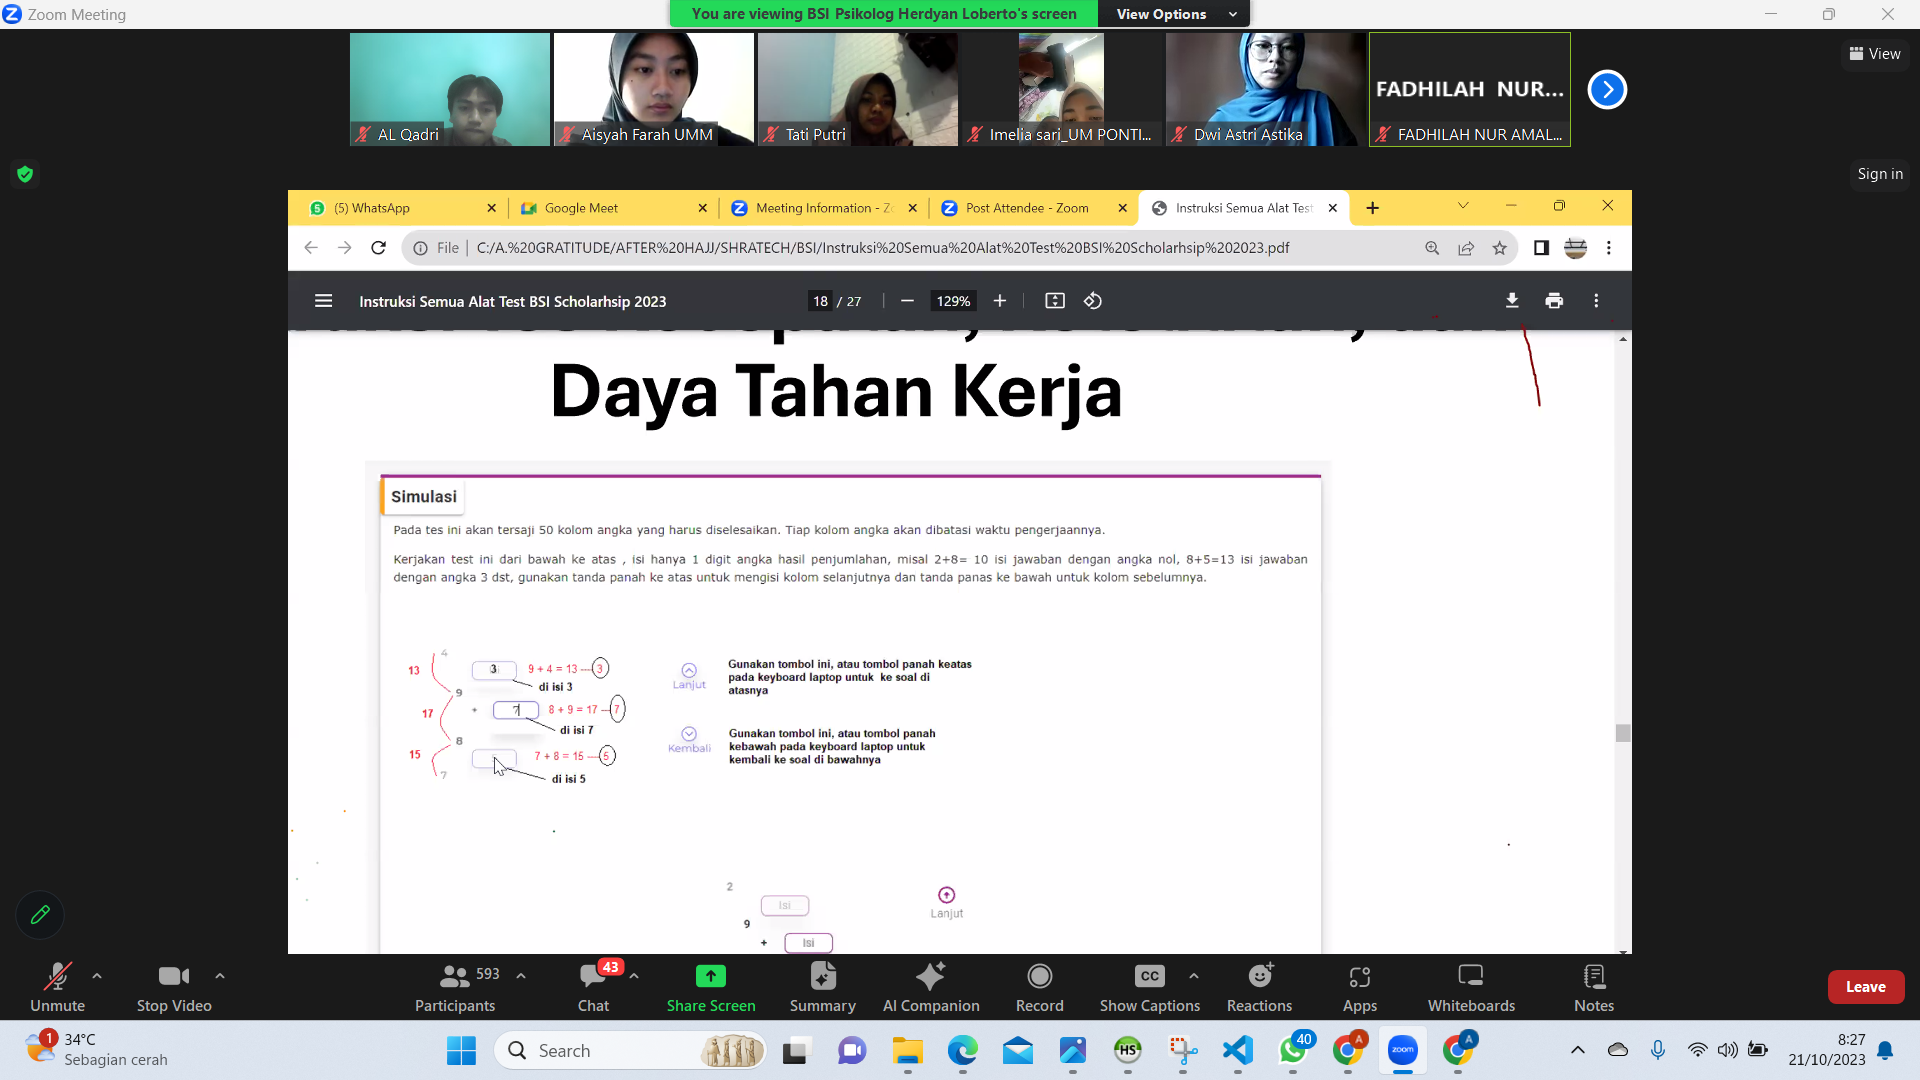 Zoom Meeting
You are viewing BSI Psikolog Herdyan Loberto's screen
View Options
View
AL Qadri
Aisyah Farah UMM
Tati Putri
Imelia sari_UM PONTI...
Dwi Astri Astika
FADHILAH NUR...
FADHILAH NUR AMAL...
Sign in
(5) WhatsApp
Google Meet
Meeting Information - Zo
Post Attendee - Zoom
Instruksi Semua Alat Test
File
C:/A.%20GRATITUDE/AFTER%20HAJJ/SHRATECH/BSI/Instruksi%20Semua%20Alat%20Test%20BSI%20Scholarhsip%202023.pdf
Instruksi Semua Alat Test BSI Scholarhsip 2023
18 / 27
129%
Daya Tahan Kerja
Simulasi
Pada tes ini akan tersaji 50 kolom angka yang harus diselesaikan. Tiap kolom angka akan dibatasi waktu pengerjaannya.
Kerjakan test ini dari bawah ke atas , isi hanya 1 digit angka hasil penjumlahan, misal 2+8= 10 isi jawaban dengan angka nol, 8+5=13 isi jawaban
dengan angka 3 dst, gunakan tanda panah ke atas untuk mengisi kolom selanjutnya dan tanda panas ke bawah untuk kolom sebelumnya.
4
13
3
9 + 4 = 13 3
di isi 3
9
17
+
7
8 + 9 = 17 7
di isi 7
8
15
7 + 8 = 15 5
7
di isi 5
Lanjut
Gunakan tombol ini, atau tombol panah keatas
pada keyboard laptop untuk ke soal di
atasnya
Kembali
Gunakan tombol ini, atau tombol panah
kebawah pada keyboard laptop untuk
kembali ke soal di bawahnya
2
Isi
9
+
Isi
Lanjut
Unmute
Stop Video
593
Participants
43
Chat
Share Screen
Summary
AI Companion
Record
CC
Show Captions
Reactions
Apps
Whiteboards
Notes
Leave
1
34°C
Sebagian cerah
Search
HS
40
A
zoom
A
8:27
21/10/2023